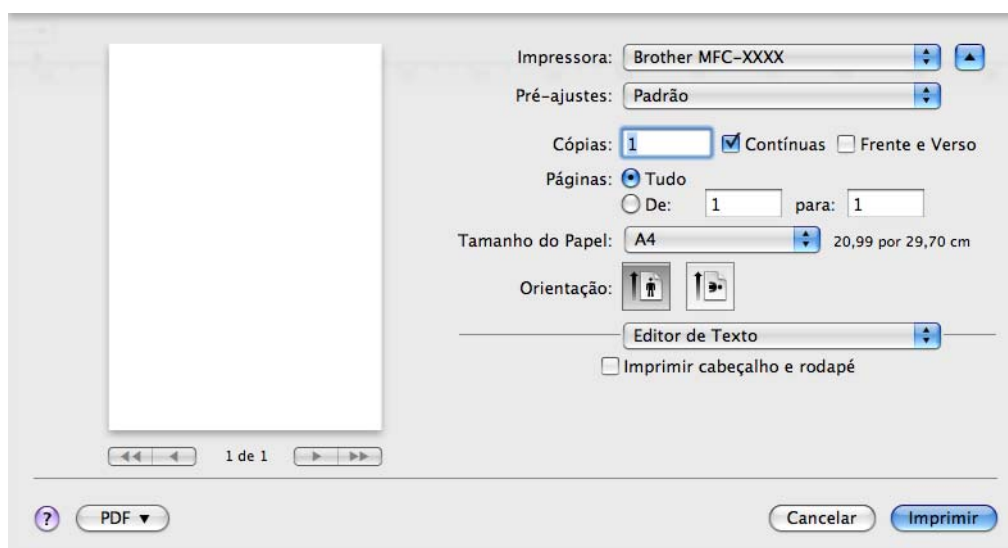 Impressora: Brother MFC-XXXX
Pré-ajustes: Padrão
Cópias: 1 Contínuas Frente e Verso
Páginas: Tudo
De: 1 para: 1
Tamanho do Papel: A4 20,99 por 29,70 cm
Orientação:
Editor de Texto
Imprimir cabeçalho e rodapé
1 de 1
? PDF Cancelar Imprimir